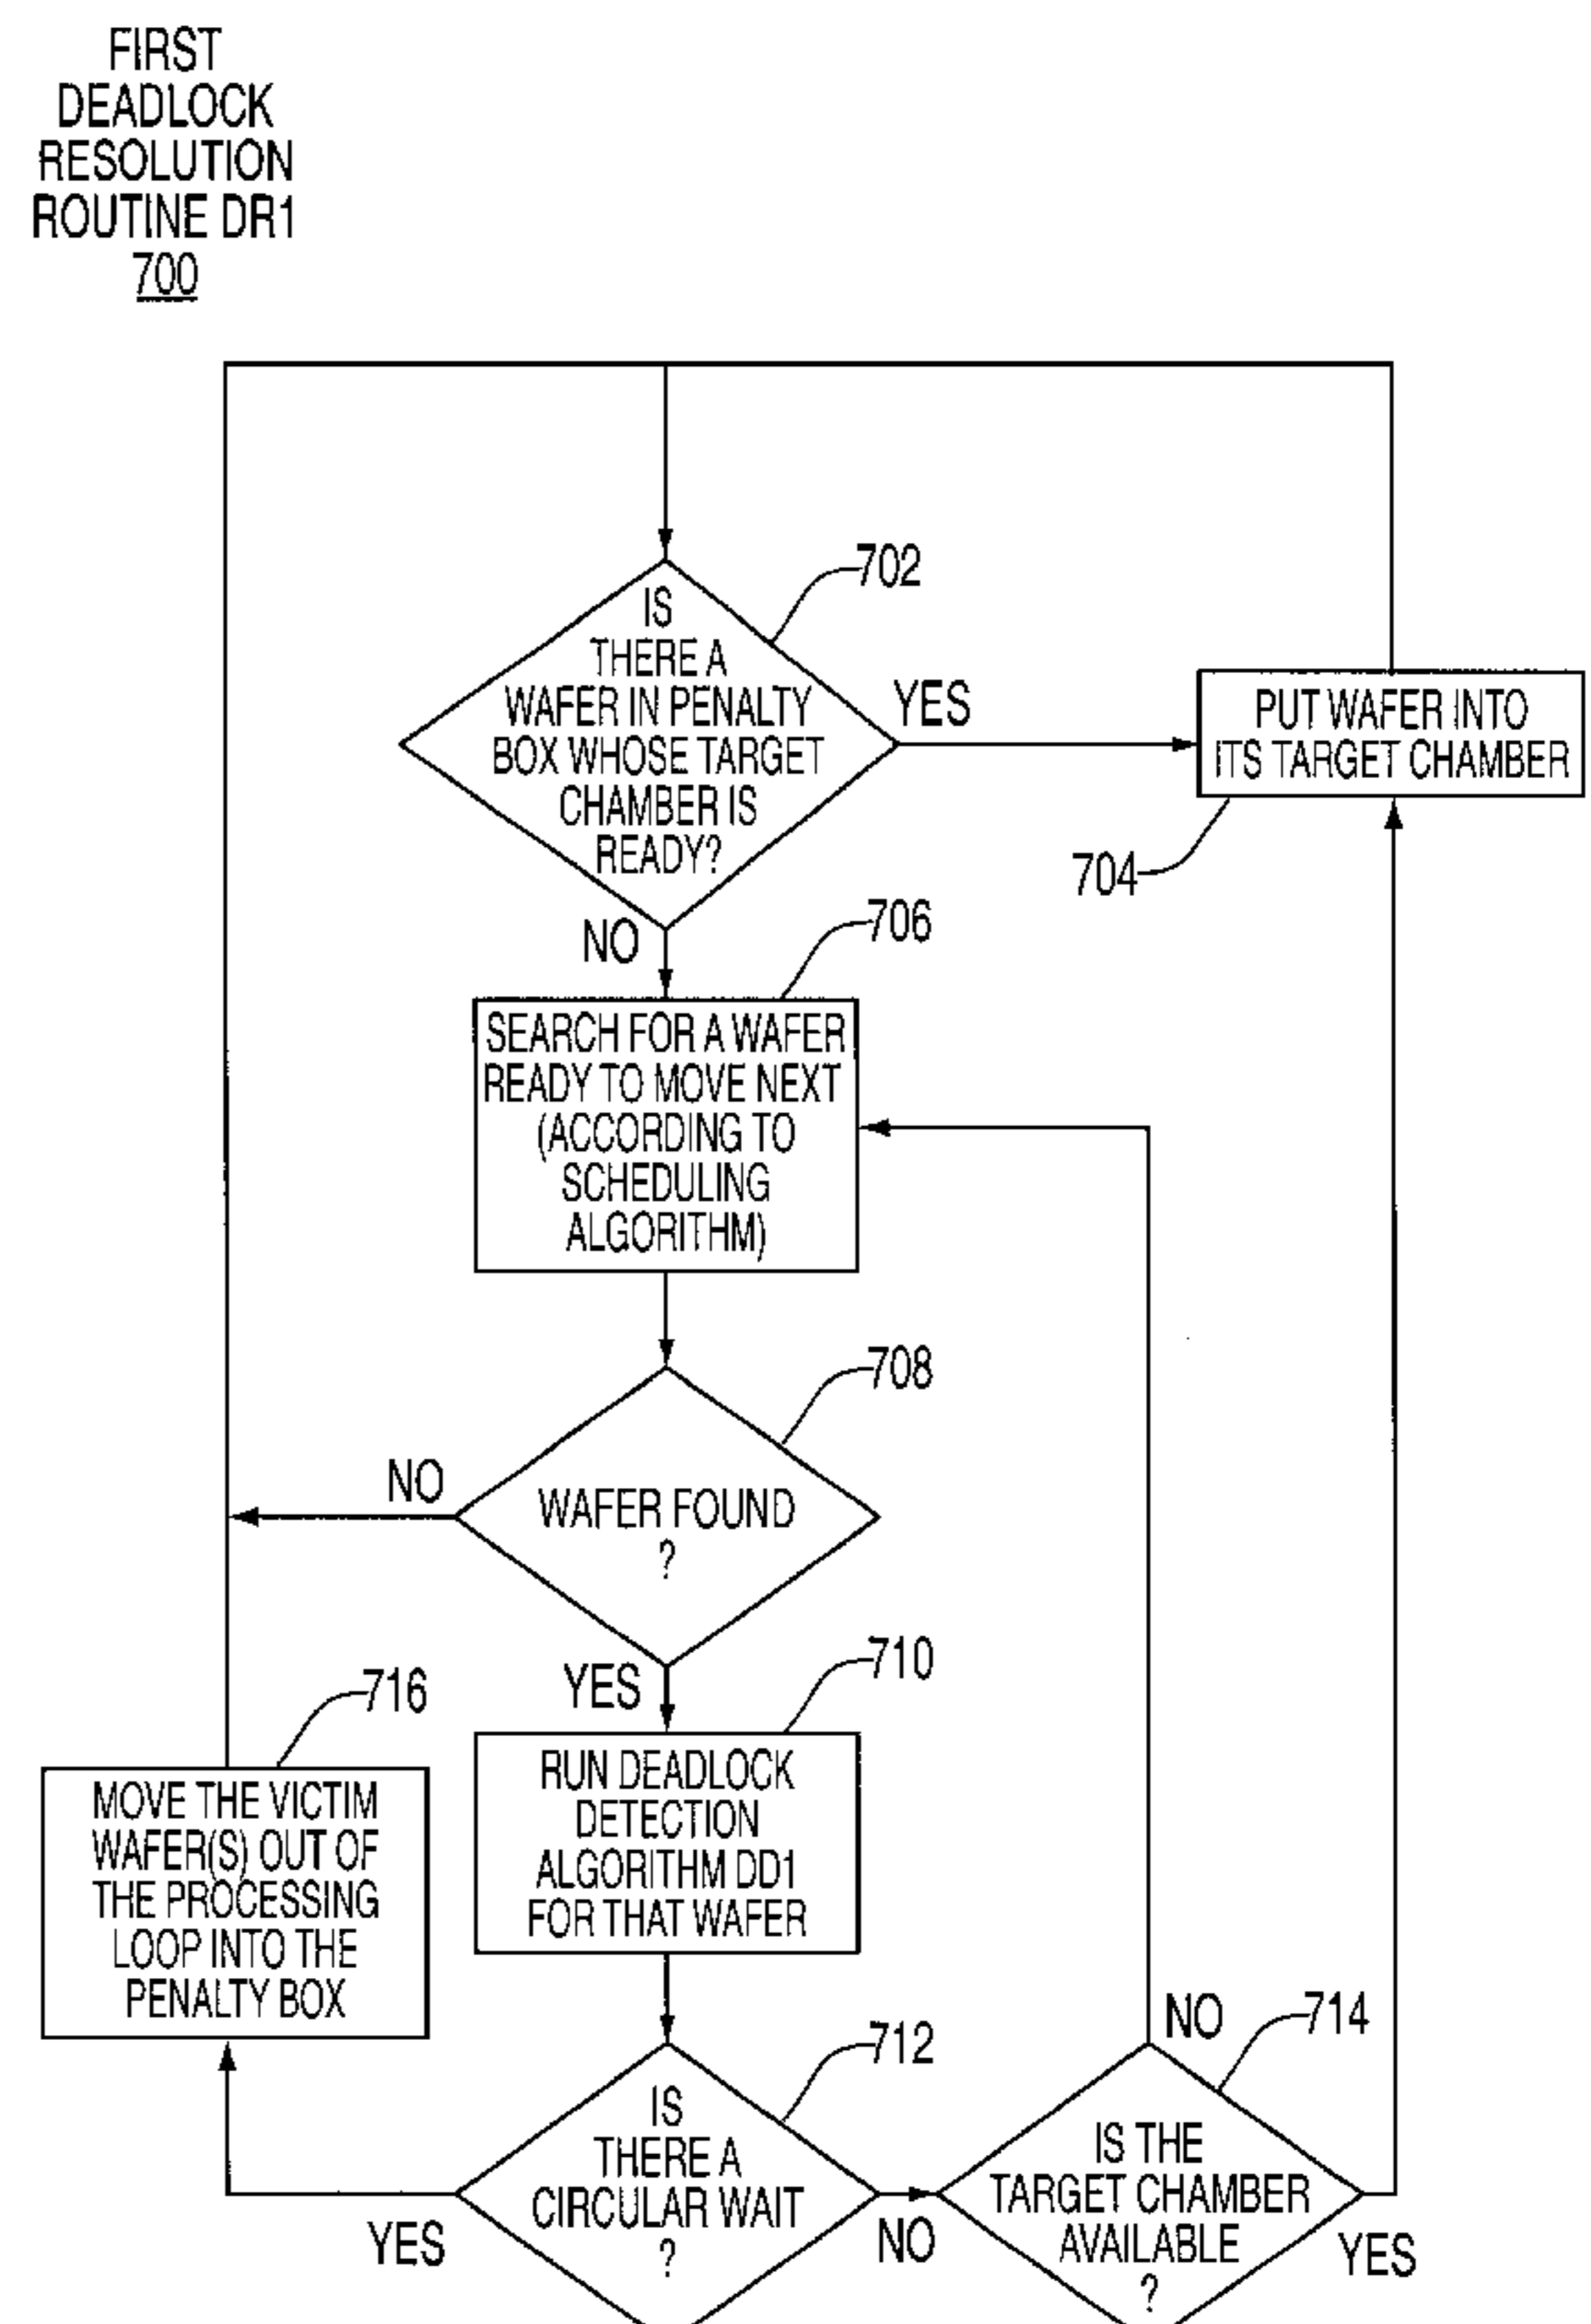 FIRST
DEADLOCK
RESOLUTION
ROUTINE DR1
700
702
IS
THERE A
WAFER IN PENALTY
BOX WHOSE TARGET
CHAMBER IS
READY?
YES
PUT WAFER INTO
ITS TARGET CHAMBER
704
NO
706
SEARCH FOR A WAFER
READY TO MOVE NEXT
(ACCORDING TO
SCHEDULING
ALGORITHM)
708
NO
WAFER FOUND
?
YES
710
716
MOVE THE VICTIM
WAFER(S) OUT OF
THE PROCESSING
LOOP INTO THE
PENALTY BOX
RUN DEADLOCK
DETECTION
ALGORITHM DD1
FOR THAT WAFER
712
IS
THERE A
CIRCULAR WAIT
?
YES
NO
NO
714
IS THE
TARGET CHAMBER
AVAILABLE
?
YES